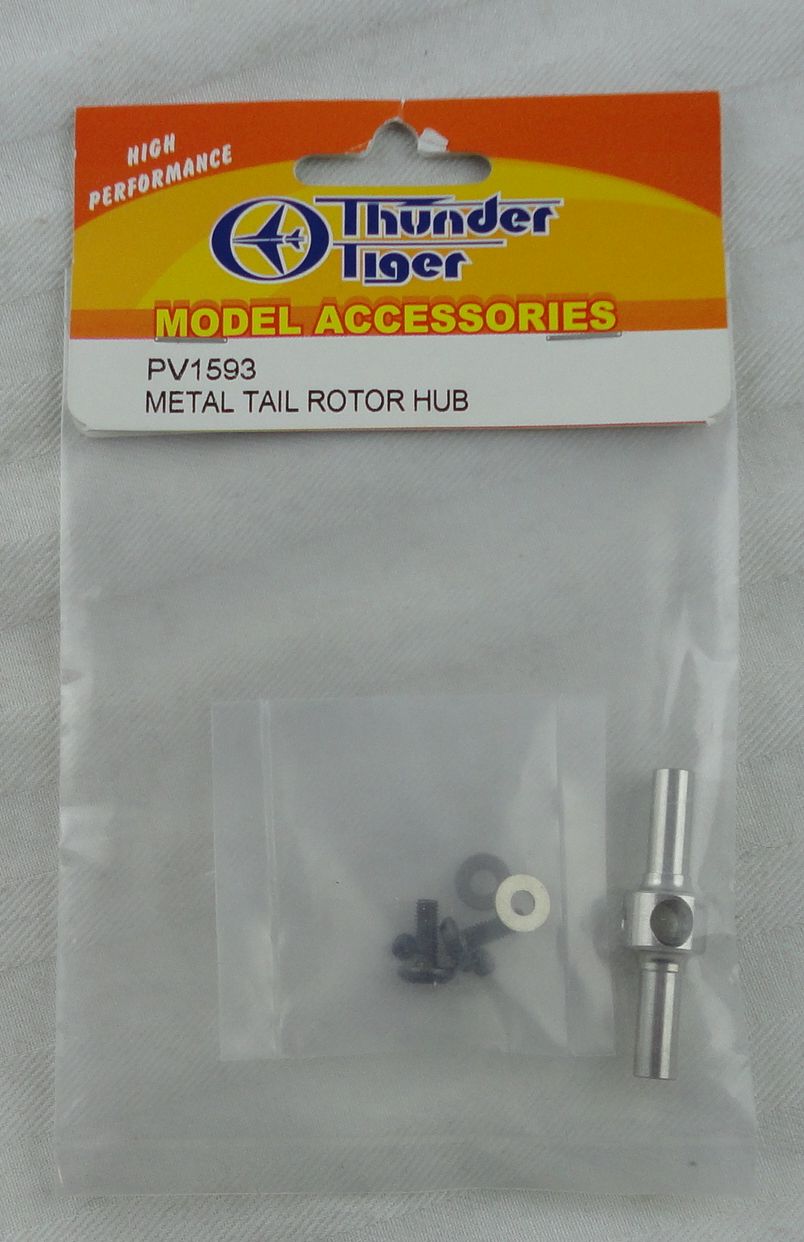 HIGH
PERFORMANCE
Thunder
Tiger
MODEL ACCESSORIES
PV1593
METAL TAIL ROTOR HUB